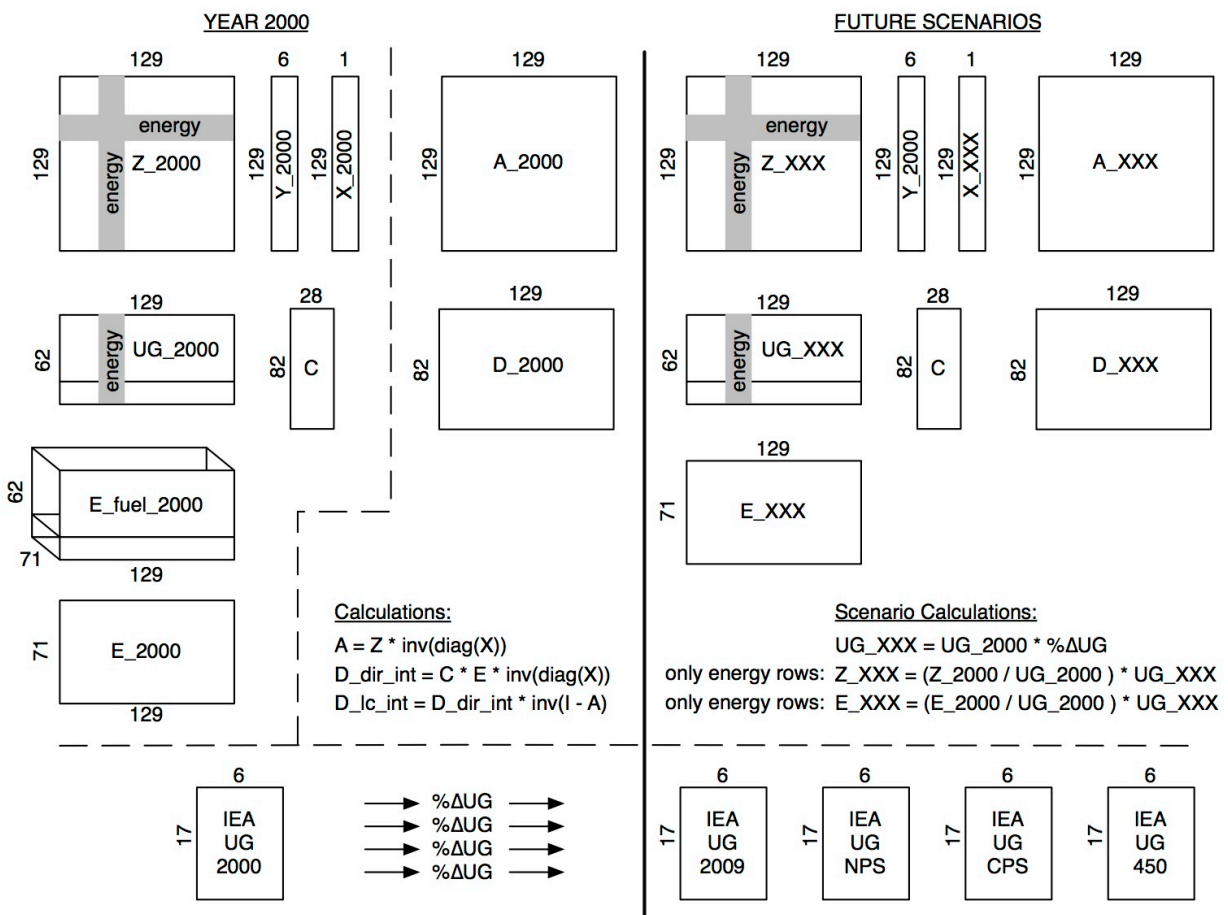 YEAR 2000
129
6
1
129
129
energy
energy
Z_2000
129
Y_2000
129
X_2000
129
A_2000
129
62
energy
UG_2000
28
82
C
129
82
D_2000
62
E_fuel_2000
71
129
71
E_2000
129
Calculations:
A = Z * inv(diag(X))
D_dir_int = C * E * inv(diag(X))
D_lc_int = D_dir_int * inv(I - A)
6
17
IEA
UG
2000
%ΔUG
%ΔUG
%ΔUG
%ΔUG
FUTURE SCENARIOS
129
6
1
129
129
energy
energy
Z_XXX
129
Y_2000
129
X_XXX
129
A_XXX
129
62
energy
UG_XXX
28
82
C
129
82
D_XXX
129
71
E_XXX
Scenario Calculations:
UG_XXX = UG_2000 * %ΔUG
only energy rows: Z_XXX = (Z_2000 / UG_2000 ) * UG_XXX
only energy rows: E_XXX = (E_2000 / UG_2000 ) * UG_XXX
6
17
IEA
UG
2009
6
17
IEA
UG
NPS
6
17
IEA
UG
CPS
6
17
IEA
UG
450